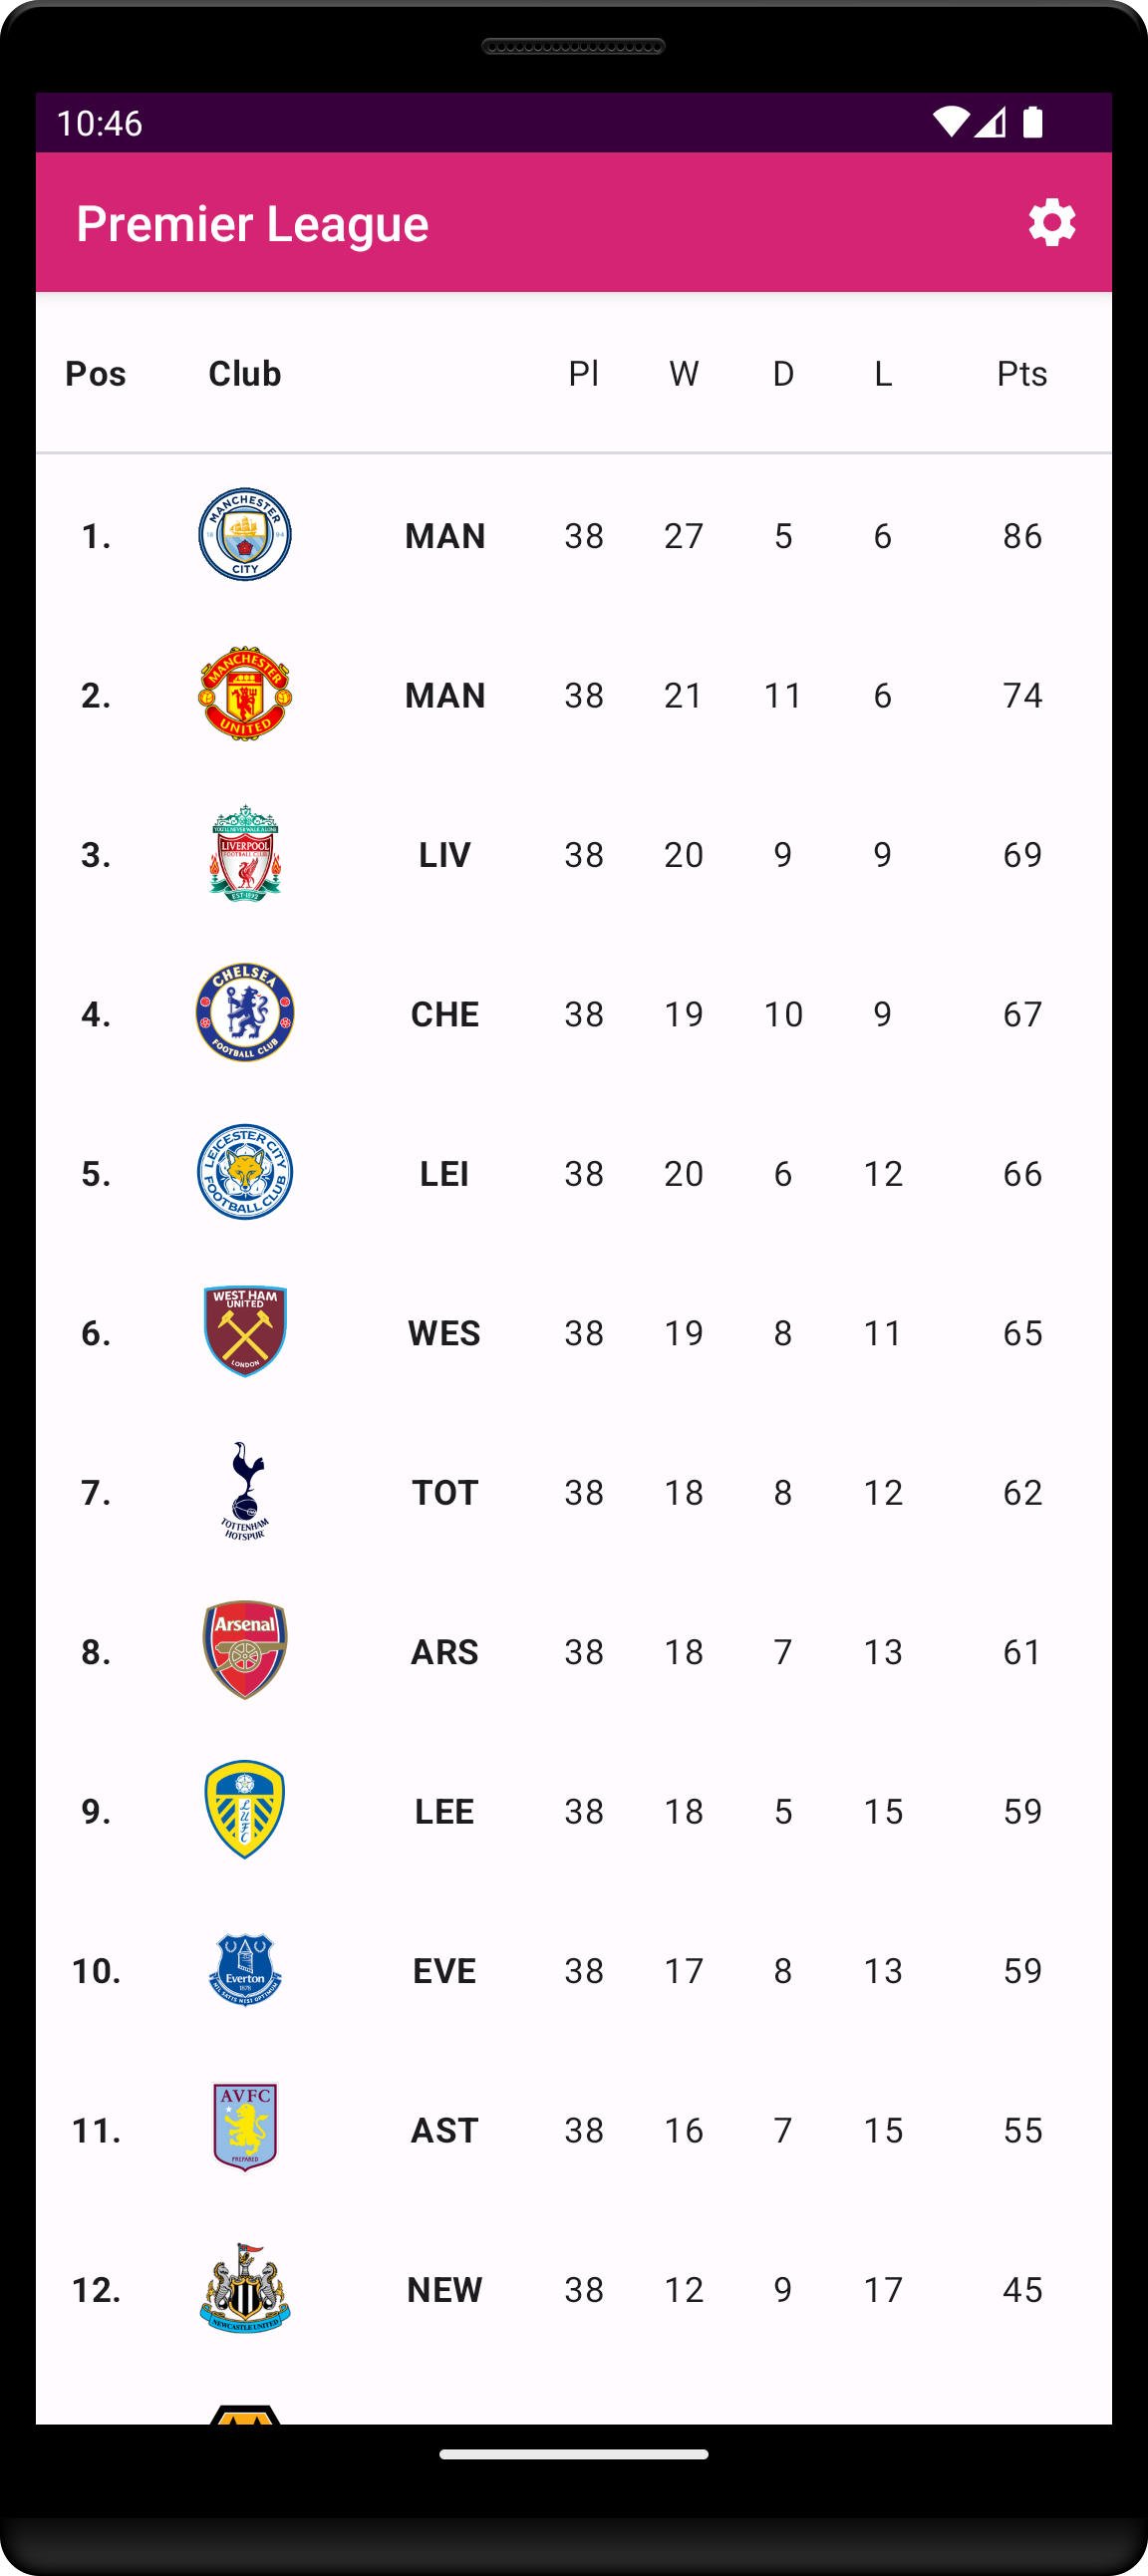 10:46
Premier League
Pos Club Pl W D L Pts
1. MANCHESTER CITY 18 94 MAN 38 27 5 6 86
2. MANCHESTER UNITED MAN 38 21 11 6 74
3. YOU'LL NEVER WALK ALONE LIVERPOOL FOOTBALL CLUB EST·1892 LIV 38 20 9 9 69
4. CHELSEA FOOTBALL CLUB CHE 38 19 10 9 67
5. LEICESTER CITY FOOTBALL CLUB LEI 38 20 6 12 66
6. WEST HAM UNITED LONDON WES 38 19 8 11 65
7. TOTTENHAM HOTSPUR TOT 38 18 8 12 62
8. Arsenal ARS 38 18 7 13 61
9. LUFC LEE 38 18 5 15 59
10. Everton 1878 NIL SATIS NISI OPTIMUM EVE 38 17 8 13 59
11. AVFC PREPARED AST 38 16 7 15 55
12. NEWCASTLE UNITED NEW 38 12 9 17 45